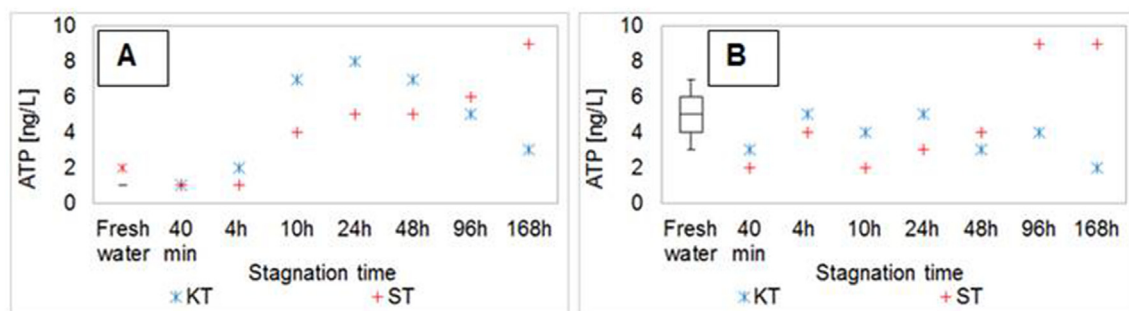 A
ATP [ng/L]
10
8
6
4
2
0
Fresh water 40 min 4h 10h 24h 48h 96h 168h
Stagnation time
KT ST
B
ATP [ng/L]
10
8
6
4
2
0
Fresh water 40 min 4h 10h 24h 48h 96h 168h
Stagnation time
KT ST